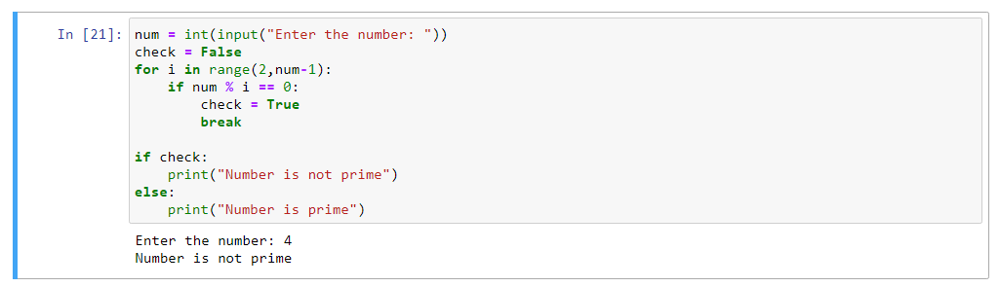 In [21]: num = int(input("Enter the number: "))
check = False
for i in range(2,num-1):
    if num % i == 0:
        check = True
        break

if check:
    print("Number is not prime")
else:
    print("Number is prime")
Enter the number: 4
Number is not prime